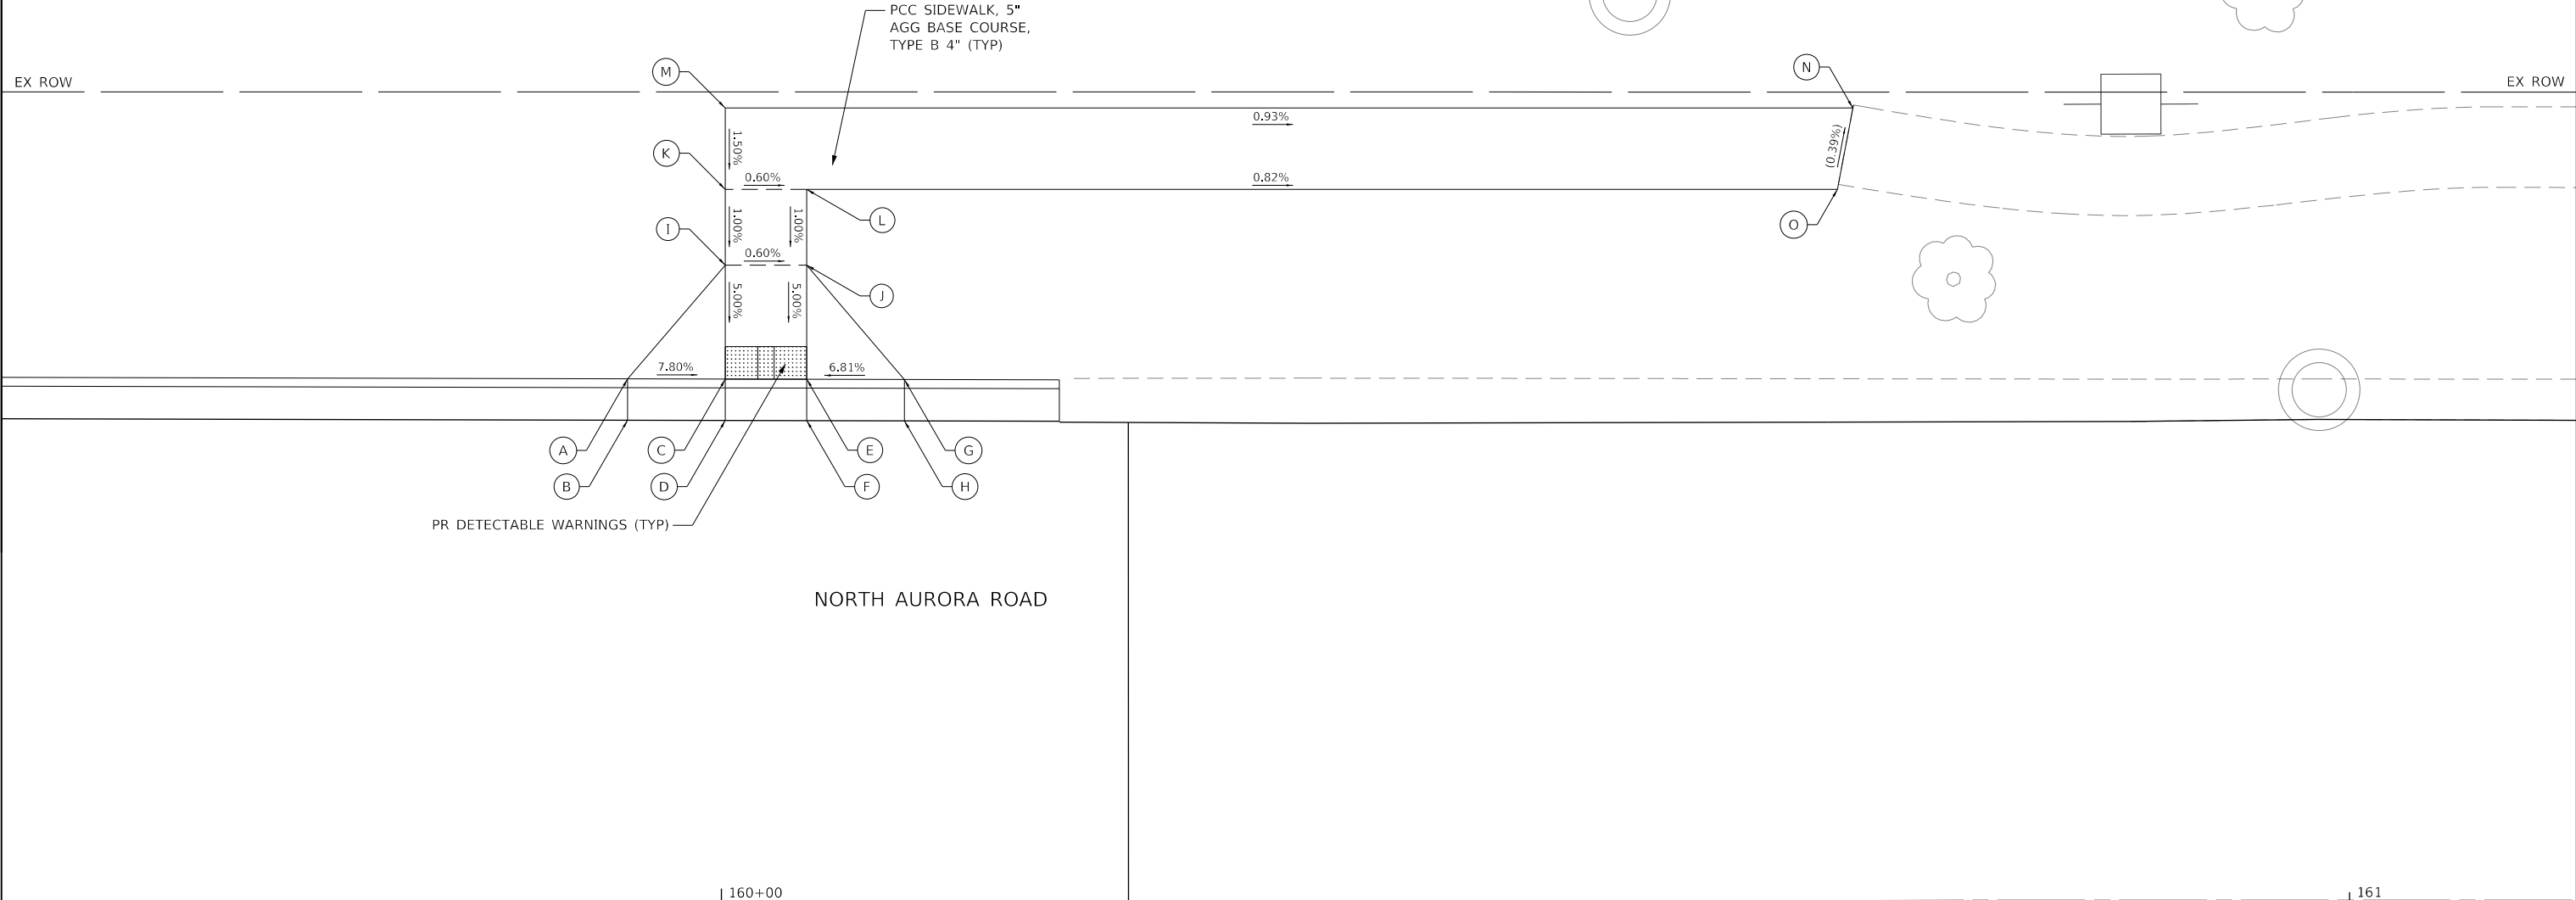 PCC SIDEWALK, 5"
AGG BASE COURSE,
TYPE B 4" (TYP)
EX ROW
EX ROW
M
N
0.93%
1.50%
(0.39%)
K
0.60%
0.82%
L
O
1.00%
1.00%
I
0.60%
J
5.00%
5.00%
7.80%
6.81%
A
C
E
G
B
D
F
H
PR DETECTABLE WARNINGS (TYP)
NORTH AURORA ROAD
160+00
161